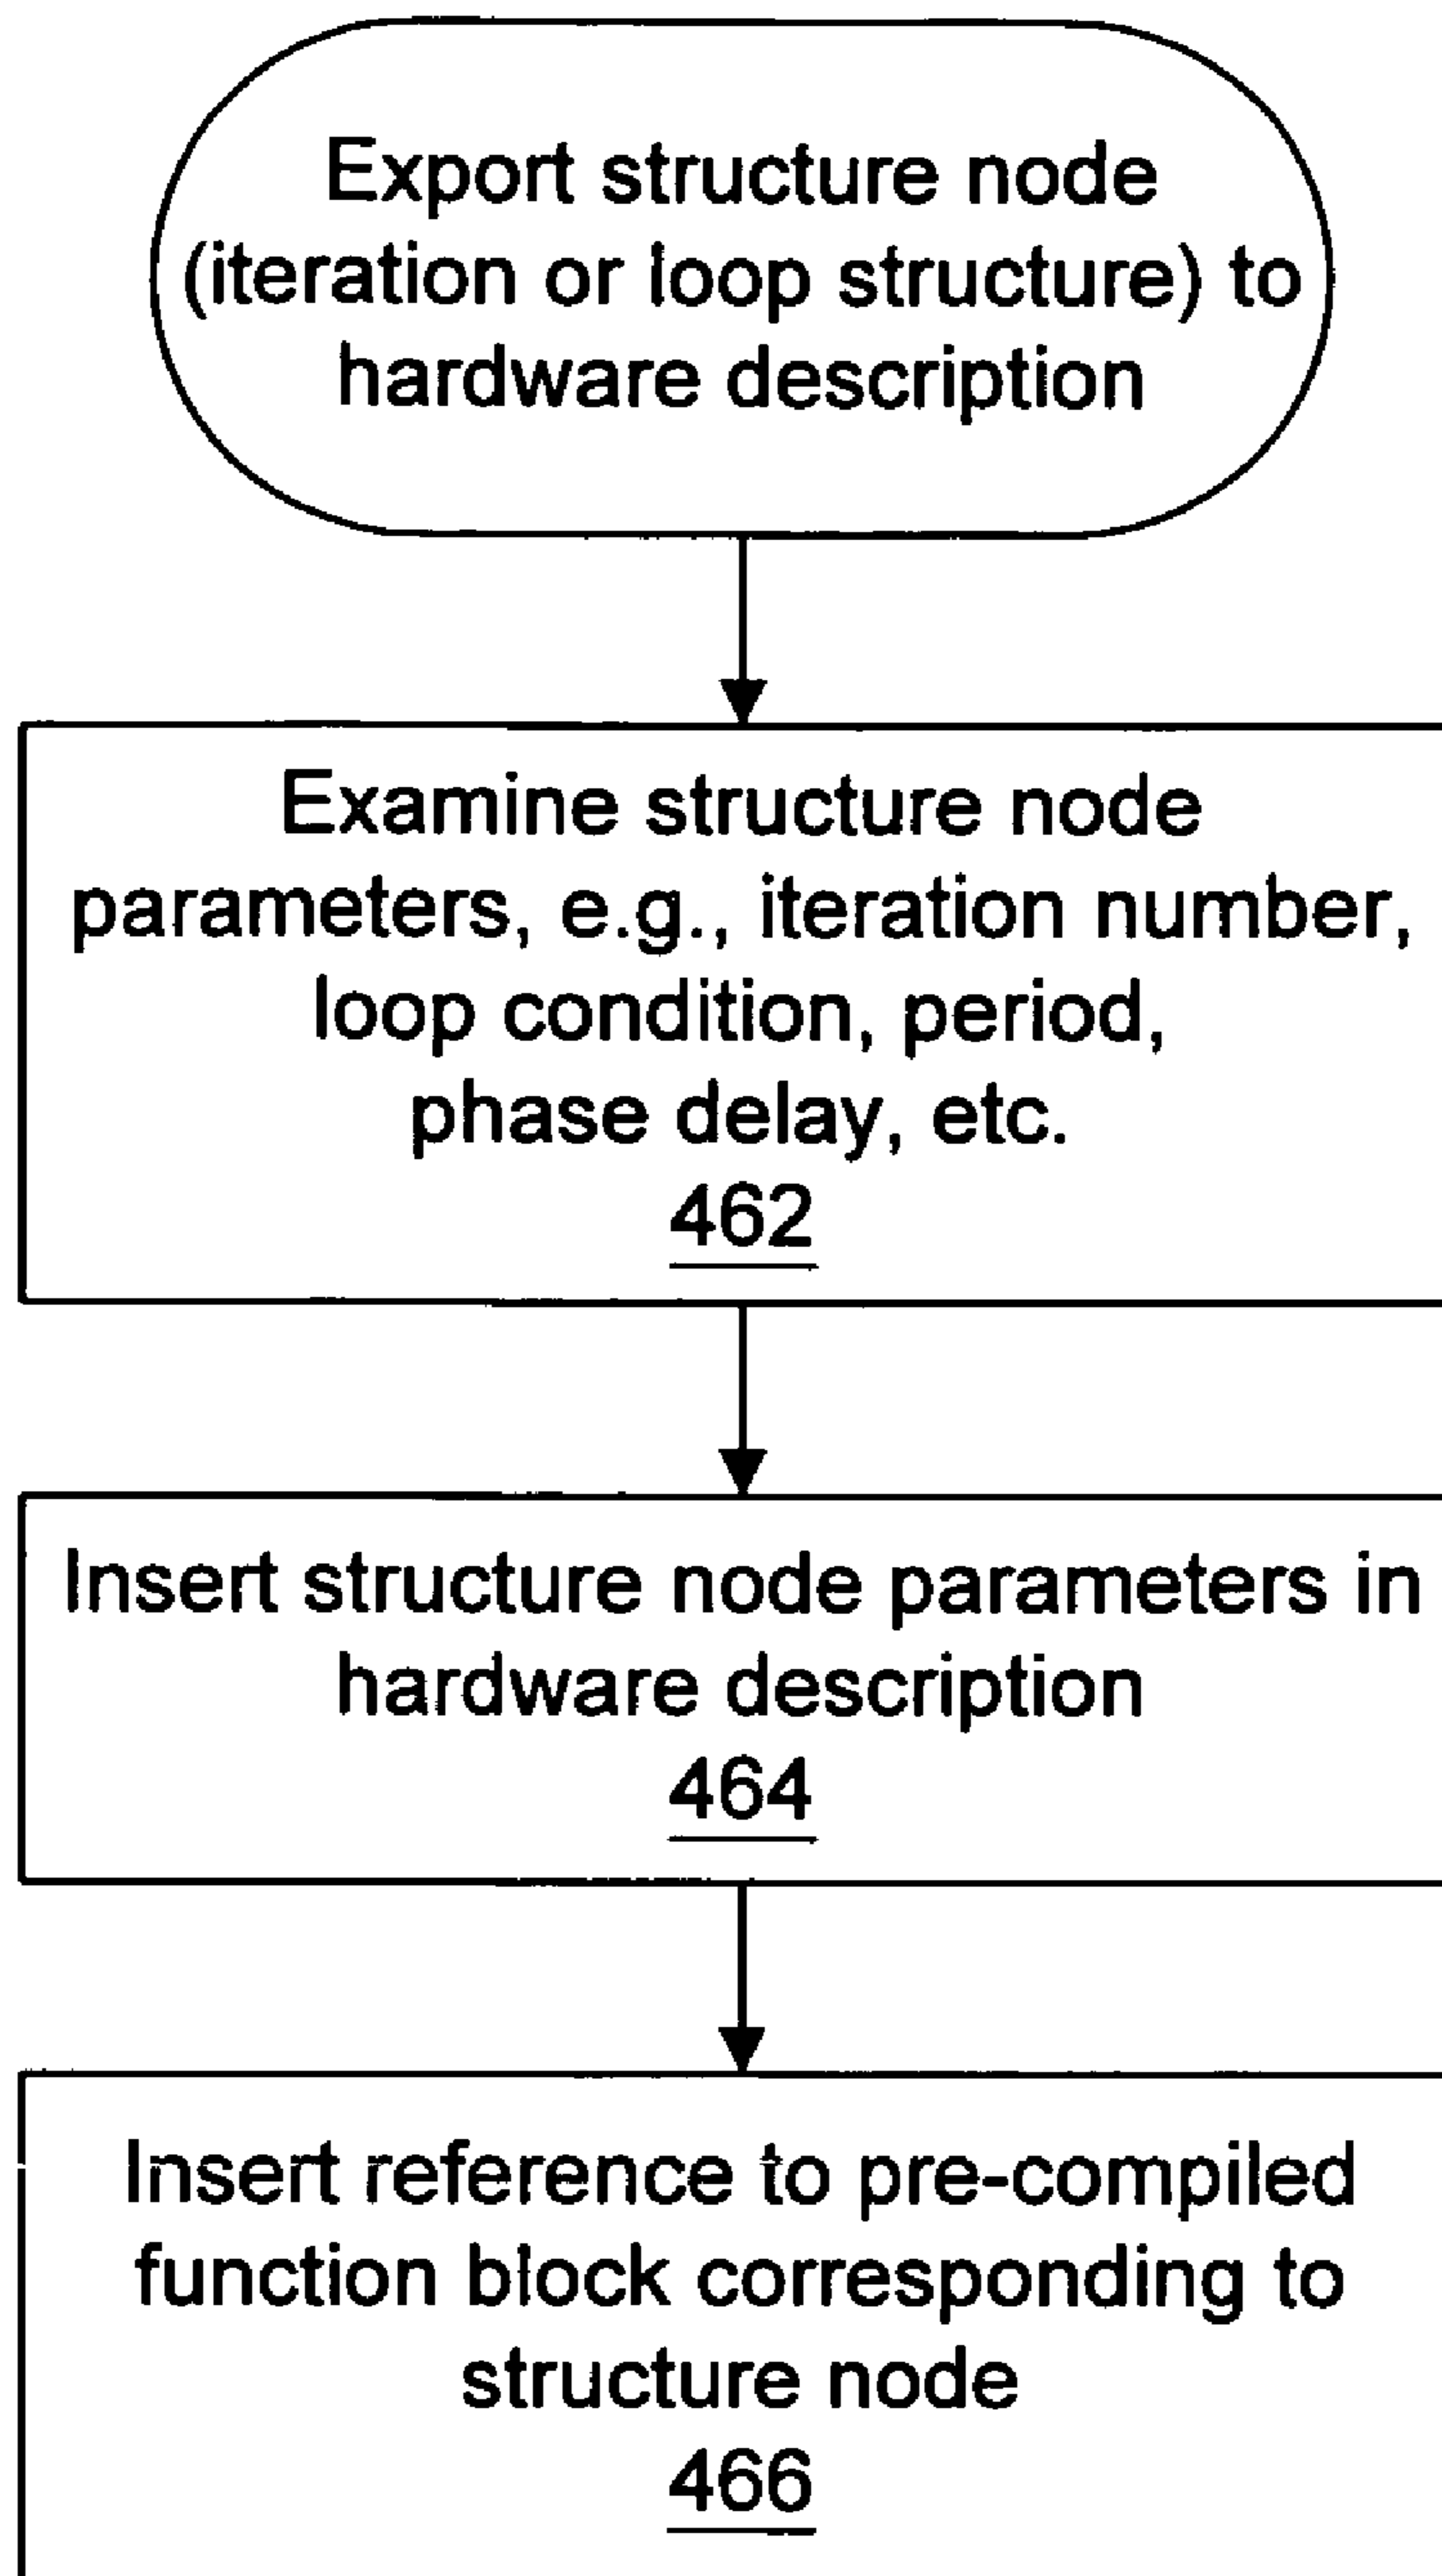 Export structure node
(iteration or loop structure) to
hardware description
Examine structure node
parameters, e.g., iteration number,
loop condition, period,
phase delay, etc.
462
Insert structure node parameters in
hardware description
464
Insert reference to pre-compiled
function block corresponding to
structure node
466